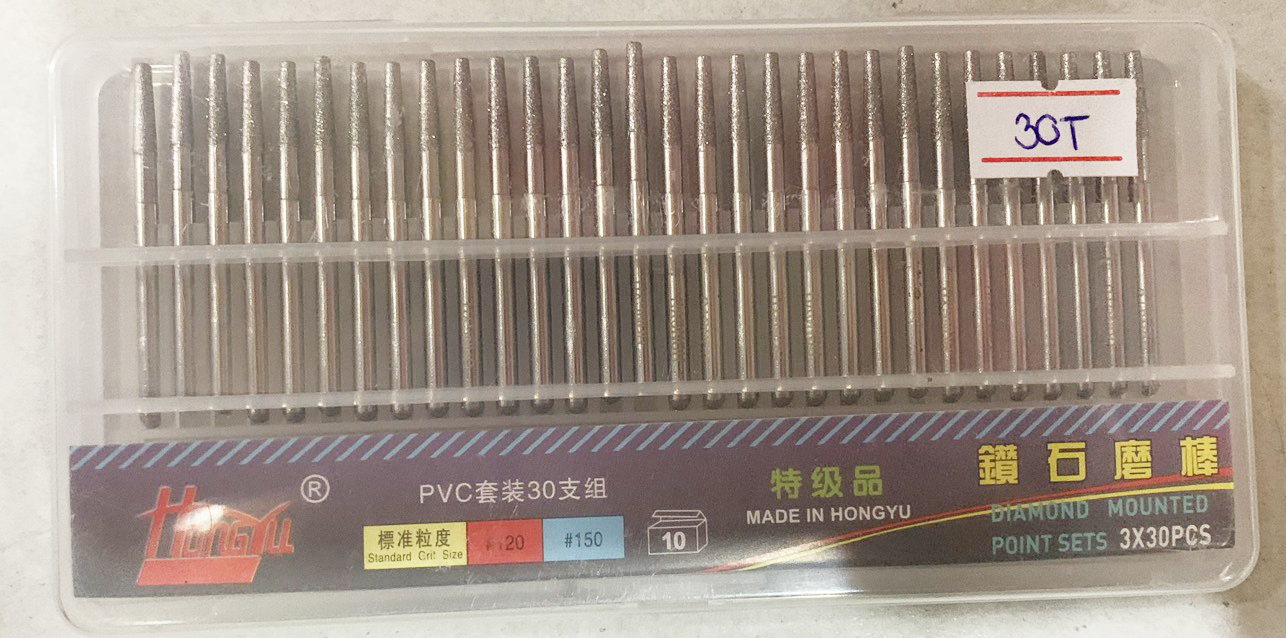 30T
HONGYU ®
PVC套装30支组
標准粒度
Standard Grit Size
#120
#150
10
特级品
MADE IN HONGYU
鑽石磨棒
DIAMOND MOUNTED
POINT SETS 3X30PCS